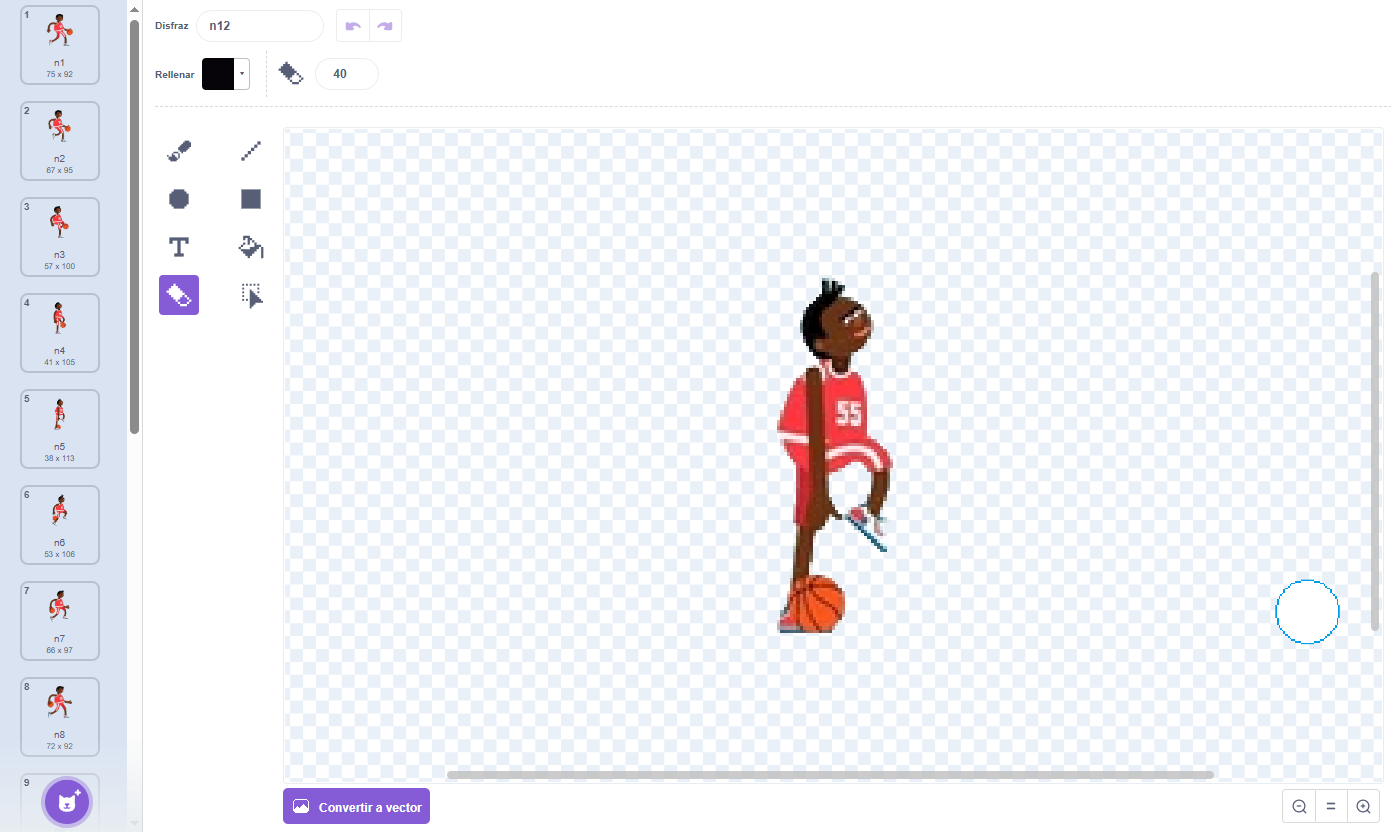 1
n1
75 x 92
2
n2
67 x 95
3
n3
57 x 100
4
n4
41 x 105
5
n5
38 x 113
6
n6
53 x 106
7
n7
66 x 97
8
n8
72 x 92
9
Disfraz n12
Rellenar 40
T
55
Convertir a vector